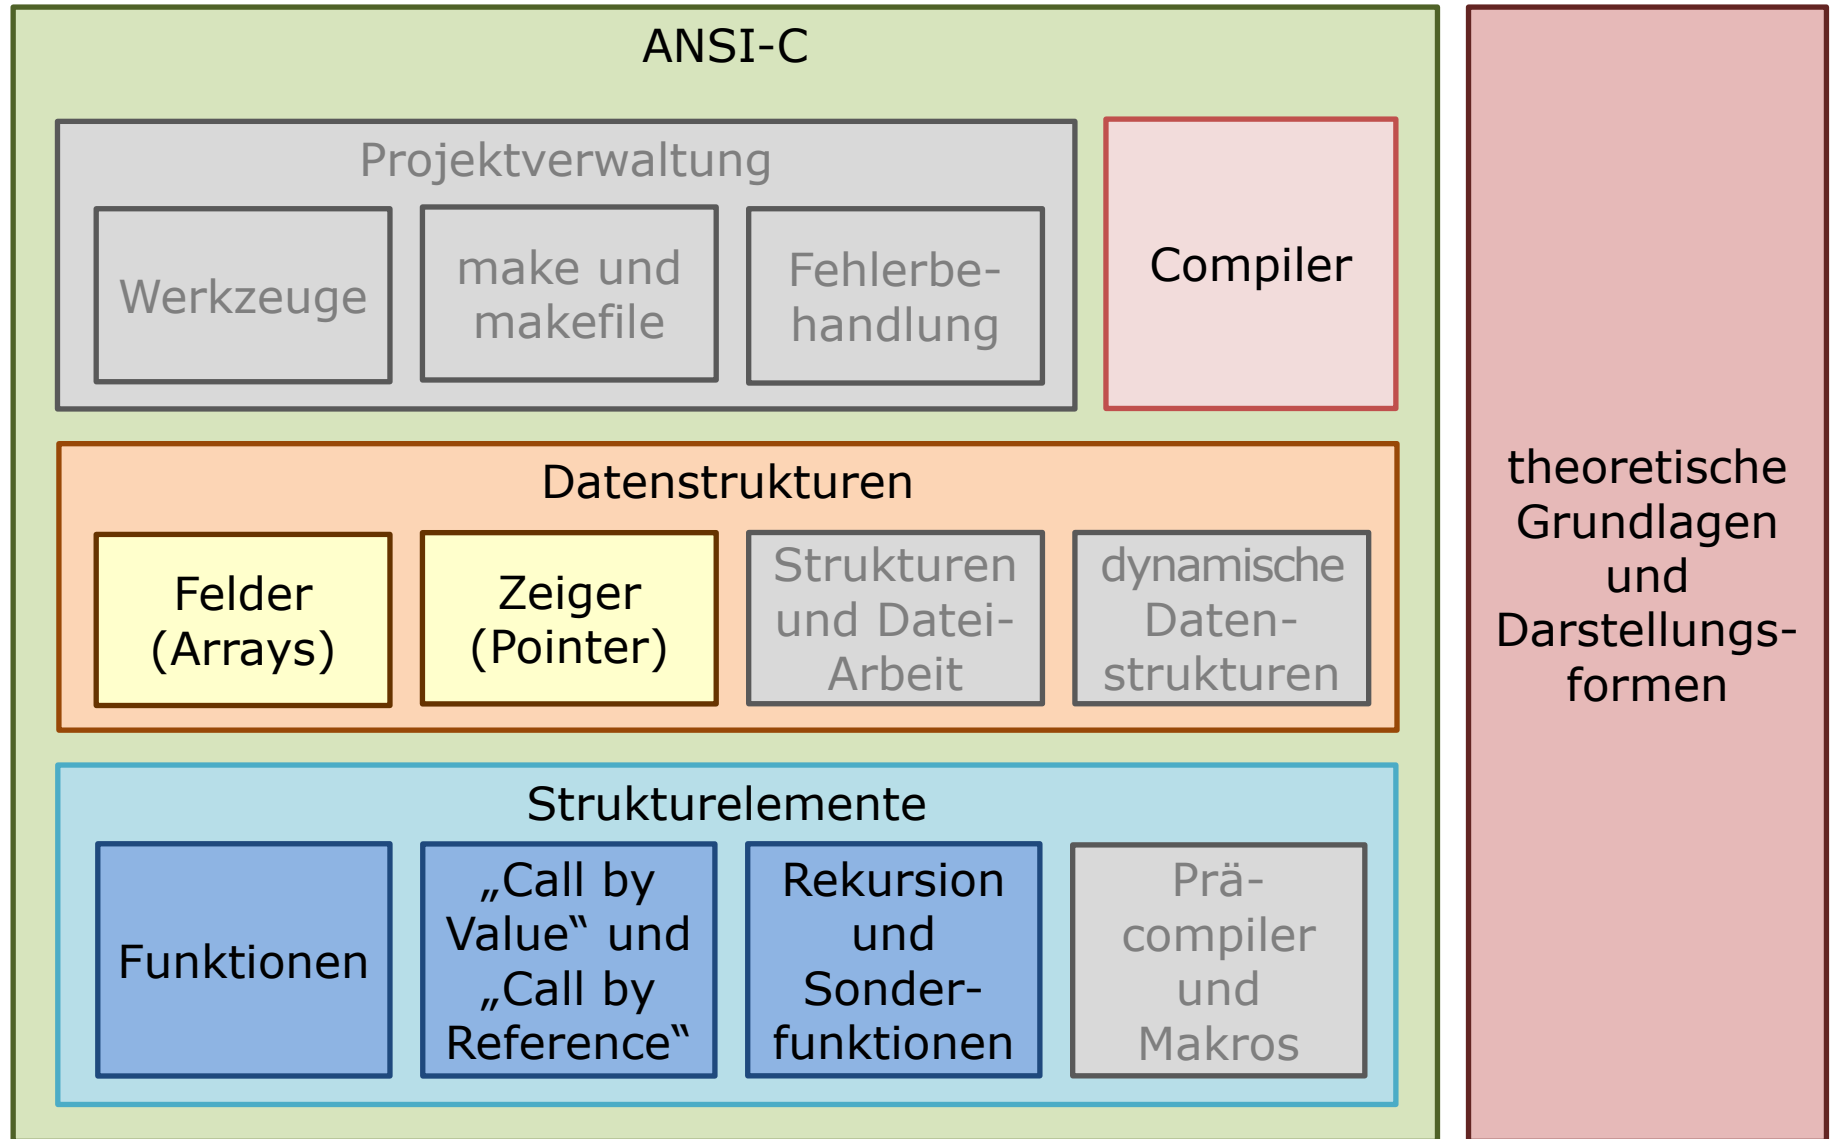 ANSI-C
Projektverwaltung
Werkzeuge
make und
makefile
Fehlerbe-
handlung
Compiler
Datenstrukturen
Felder
(Arrays)
Zeiger
(Pointer)
Strukturen
und Datei-
Arbeit
dynamische
Daten-
strukturen
Strukturelemente
Funktionen
„Call by
Value“ und
„Call by
Reference“
Rekursion
und
Sonder-
funktionen
Prä-
compiler
und
Makros
theoretische
Grundlagen
und
Darstellungs-
formen